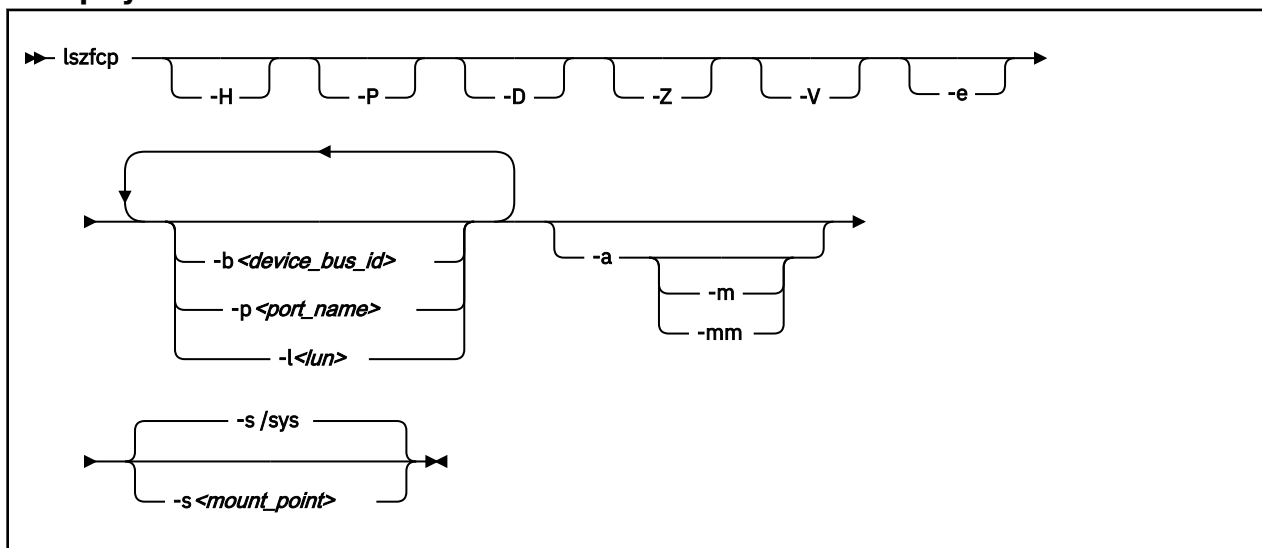 lszfcp
-H -P -D -Z -V -e
-b <device_bus_id>
-p <port_name>
-l <lun>
-a
-m
-mm
-s /sys
-s <mount_point>